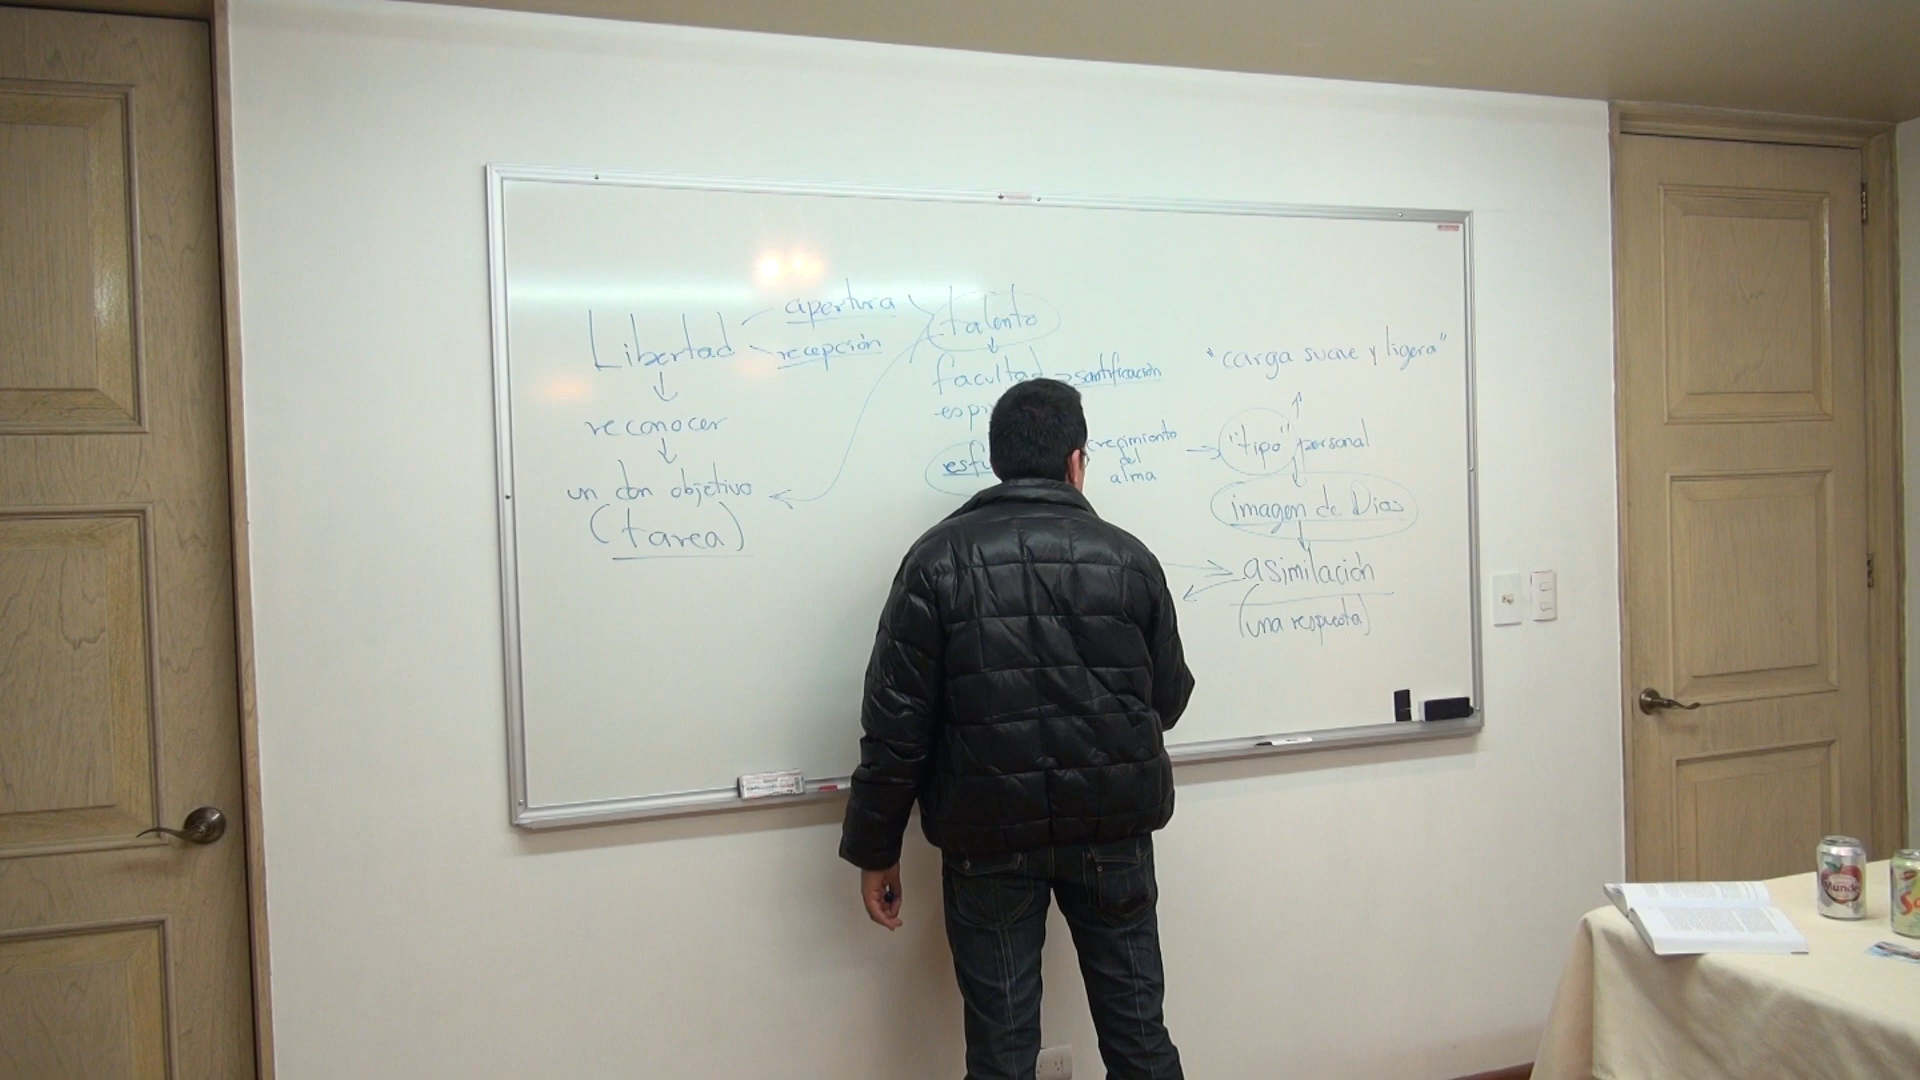 Libertad
apertura
recepción
reconocer
un don objetivo
(tarea)
talento
facultad
santificación
crecimiento
del
alma
"carga suave y ligera"
"tipo" personal
imagen de Dios
asimilación
(una respuesta)
Mundet